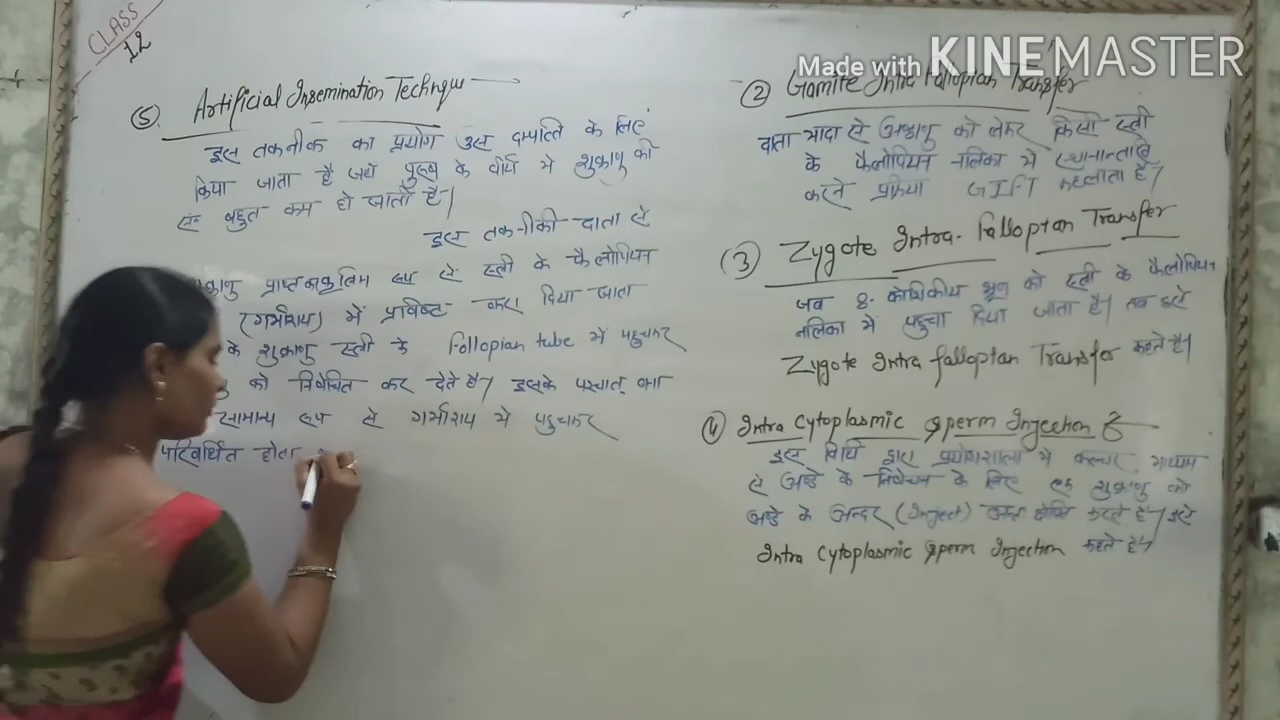 CLASS
12
Made with KINEMASTER
(5) Artificial Insemination Techniqu →
इस तकनीक का प्रयोग उस दम्पत्ति के लिए
किया जाता है जहाँ पुरूष के वीर्य में शुक्राणु की
सं० बहुत कम हो जाती है।
इस तकनीकी दाता से
प्राप्त कृत्रिम रूप से स्त्री के फैलोपियन
(गर्भाशय) में प्रविष्ट करा दिया जाता
के शुक्राणु स्त्री के Fallopian tube में पहुचकर
को निषेचित कर देते है। इसके पश्चात्
सामान्य रूप से गर्भाशय मे पहुचकर
परिवर्धित होता
(2) Gamite Intra Fallopian Transfer
दाता मादा से अण्डाणु को लेकर किसी स्त्री
के फैलोपियन नलिका में स्थानान्तरित
करने प्रक्रिया GIFT कहलाता है।
(3) Zygote Intra-Fallopian Transfer
जब 8-कोशिकीय भ्रूण को स्त्री के फैलोपियन
नलिका में पहुचा दिया जाता है। तब इसे
Zygote Intra fallopian Transfer कहते है।
(4) Intra Cytoplasmic Sperm Injection
इस विधि द्वारा प्रयोगशाला मे कल्चर माध्यम
से अण्डे के निषेचन के लिए एक शुक्राणु को
अण्डे के अन्दर (Inject) करते है। इसे
Intra Cytoplasmic Sperm Injection कहते है।